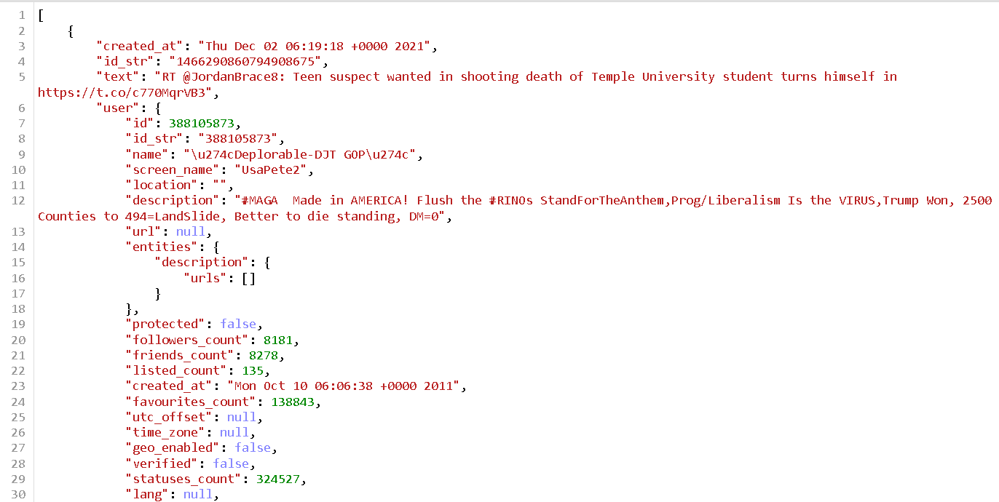 1 [
2 {
3 "created_at": "Thu Dec 02 06:19:18 +0000 2021",
4 "id_str": "1466290860794908675",
5 "text": "RT @JordanBrace8: Teen suspect wanted in shooting death of Temple University student turns himself in
https://t.co/c770MqrVB3",
6 "user": {
7 "id": 388105873,
8 "id_str": "388105873",
9 "name": "\u274cDeplorable-DJT GOP\u274c",
10 "screen_name": "UsaPete2",
11 "location": "",
12 "description": "#MAGA  Made in AMERICA! Flush the #RINOs StandForTheAnthem,Prog/Liberalism Is the VIRUS,Trump Won, 2500
Counties to 494=LandSlide, Better to die standing, DM=0",
13 "url": null,
14 "entities": {
15 "description": {
16 "urls": []
17 }
18 },
19 "protected": false,
20 "followers_count": 8181,
21 "friends_count": 8278,
22 "listed_count": 135,
23 "created_at": "Mon Oct 10 06:06:38 +0000 2011",
24 "favourites_count": 138843,
25 "utc_offset": null,
26 "time_zone": null,
27 "geo_enabled": false,
28 "verified": false,
29 "statuses_count": 324527,
30 "lang": null,